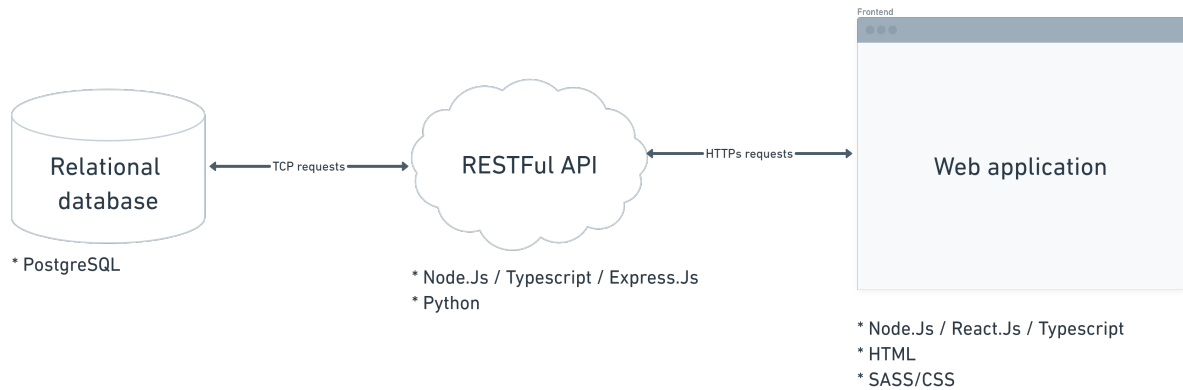 Frontend
Relational
database
TCP requests
RESTFul API
HTTPs requests
Web application
* PostgreSQL
* Node.Js / Typescript / Express.Js
* Python
* Node.Js / React.Js / Typescript
* HTML
* SASS/CSS